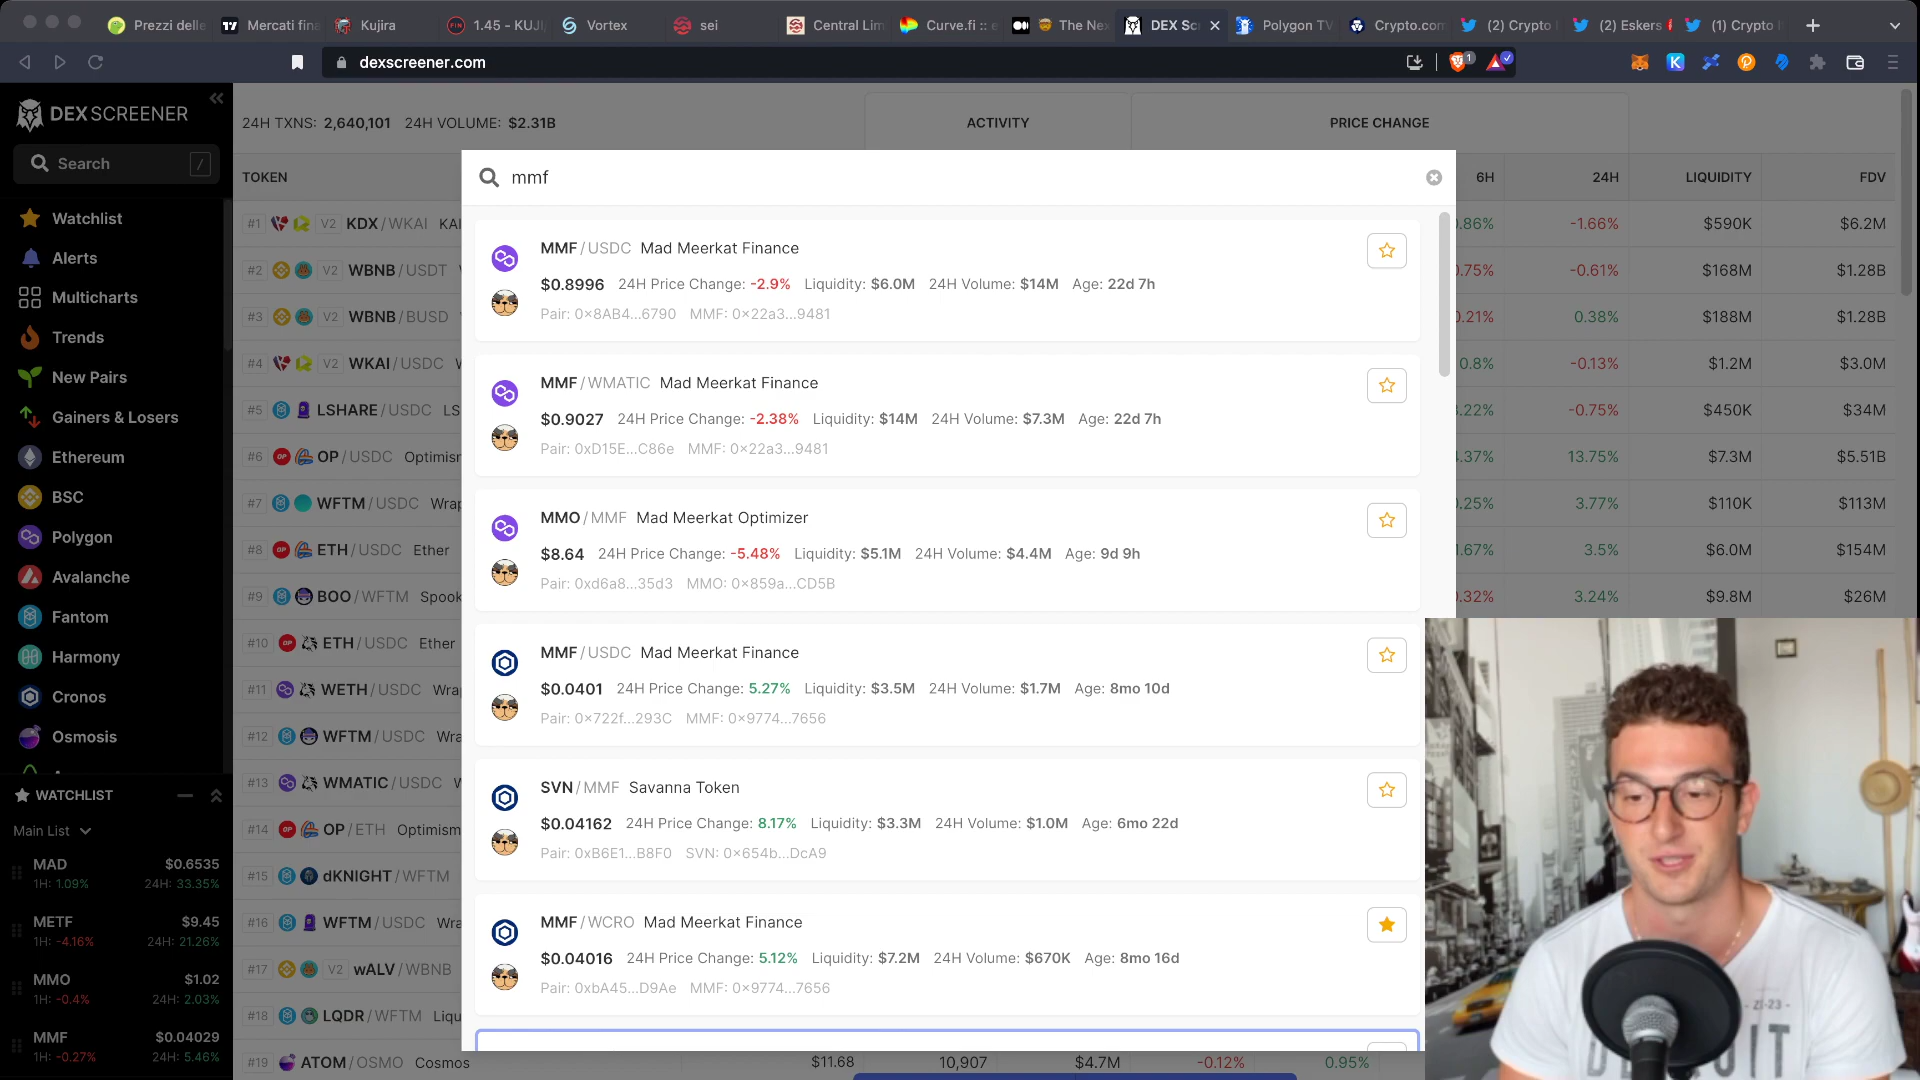 Prezzi delle
Mercati fina
Kujira
1.45 - KUJI
Vortex
sei
Central Lim
Curve.fi ::
The Nex
DEX Sc
Polygon TV
Crypto.com
(2) Crypto
(2) Eskers
(1) Crypto
dexscreener.com
DEX SCREENER
24H TXNS: 2,640,101 24H VOLUME: $2.31B
ACTIVITY
PRICE CHANGE
Search /
TOKEN
mmf
6H 24H LIQUIDITY FDV
Watchlist
Alerts
Multicharts
Trends
New Pairs
Gainers & Losers
Ethereum
BSC
Polygon
Avalanche
Fantom
Harmony
Cronos
Osmosis
WATCHLIST
Main List
MAD $0.6535
1H: 1.09% 24H: 33.35%
METF $9.45
1H: -4.16% 24H: 21.26%
MMO $1.02
1H: -0.4% 24H: 2.03%
MMF $0.04029
1H: -0.27% 24H: 5.46%
#1 V2 KDX/WKAI KAI
#2 V2 WBNB/USDT
#3 V2 WBNB/BUSD
#4 V2 WKAI/USDC
#5 LSHARE/USDC LS
#6 OP/USDC Optimism
#7 WFTM/USDC Wrap
#8 ETH/USDC Ether
#9 BOO/WFTM Spook
#10 ETH/USDC Ether
#11 WETH/USDC Wra
#12 WFTM/USDC Wra
#13 WMATIC/USDC
#14 OP/ETH Optimism
#15 dKNIGHT/WFTM
#16 WFTM/USDC Wra
#17 V2 wALV/WBNB
#18 LQDR/WFTM Liqu
#19 ATOM/OSMO Cosmos $11.68 10,907 $4.7M -0.12% 0.95%
MMF/USDC Mad Meerkat Finance
$0.8996 24H Price Change: -2.9% Liquidity: $6.0M 24H Volume: $14M Age: 22d 7h
Pair: 0x8AB4...6790 MMF: 0x22a3...9481
MMF/WMATIC Mad Meerkat Finance
$0.9027 24H Price Change: -2.38% Liquidity: $14M 24H Volume: $7.3M Age: 22d 7h
Pair: 0xD15E...C86e MMF: 0x22a3...9481
MMO/MMF Mad Meerkat Optimizer
$8.64 24H Price Change: -5.48% Liquidity: $5.1M 24H Volume: $4.4M Age: 9d 9h
Pair: 0xd6a8...35d3 MMO: 0x859a...CD5B
MMF/USDC Mad Meerkat Finance
$0.0401 24H Price Change: 5.27% Liquidity: $3.5M 24H Volume: $1.7M Age: 8mo 10d
Pair: 0x722f...293C MMF: 0x9774...7656
SVN/MMF Savanna Token
$0.04162 24H Price Change: 8.17% Liquidity: $3.3M 24H Volume: $1.0M Age: 6mo 22d
Pair: 0xB6E1...B8F0 SVN: 0x654b...DcA9
MMF/WCRO Mad Meerkat Finance
$0.04016 24H Price Change: 5.12% Liquidity: $7.2M 24H Volume: $670K Age: 8mo 16d
Pair: 0xbA45...D9Ae MMF: 0x9774...7656
.86% -1.66% $590K $6.2M
0.75% -0.61% $168M $1.28B
0.21% 0.38% $188M $1.28B
0.8% -0.13% $1.2M $3.0M
.22% -0.75% $450K $34M
.37% 13.75% $7.3M $5.51B
.25% 3.77% $110K $113M
.67% 3.5% $6.0M $154M
.32% 3.24% $9.8M $26M